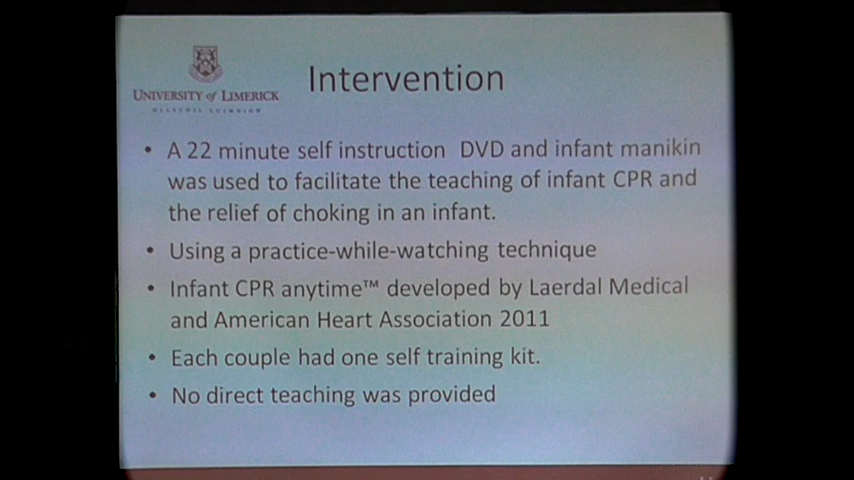 UNIVERSITY of LIMERICK
Intervention
• A 22 minute self instruction DVD and infant manikin
was used to facilitate the teaching of infant CPR and
the relief of choking in an infant.
• Using a practice-while-watching technique
• Infant CPR anytime™ developed by Laerdal Medical
and American Heart Association 2011
• Each couple had one self training kit.
• No direct teaching was provided